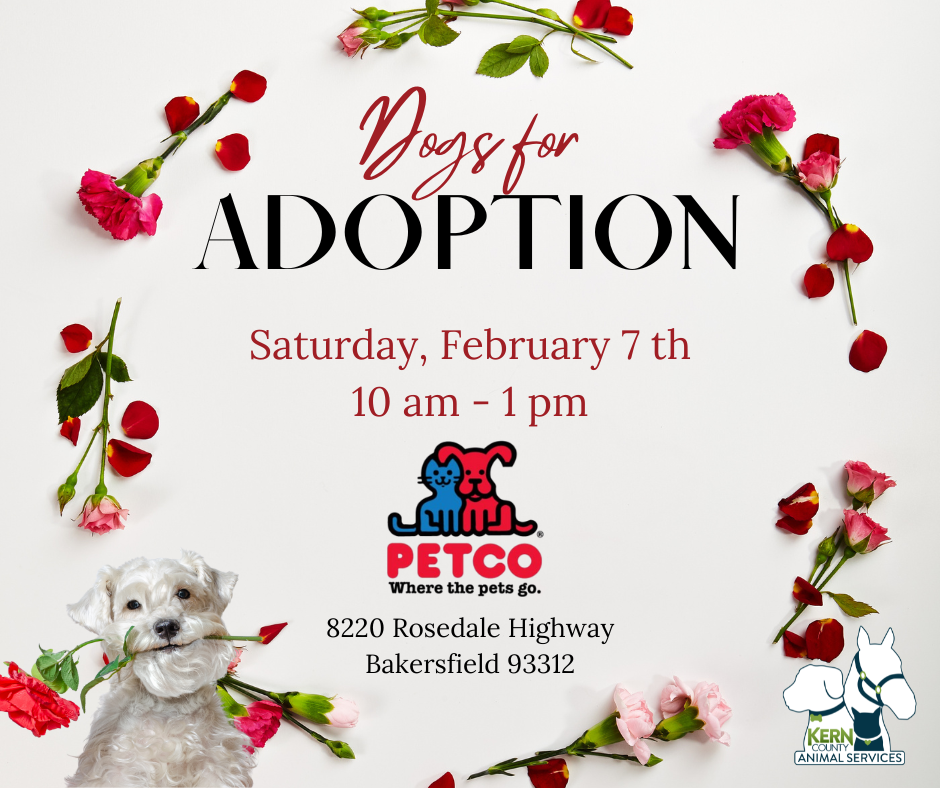 Dogs for
ADOPTION
Saturday, February 7 th
10 am - 1 pm
PETCO®
Where the pets go.
8220 Rosedale Highway
Bakersfield 93312
KERN
COUNTY
ANIMAL SERVICES